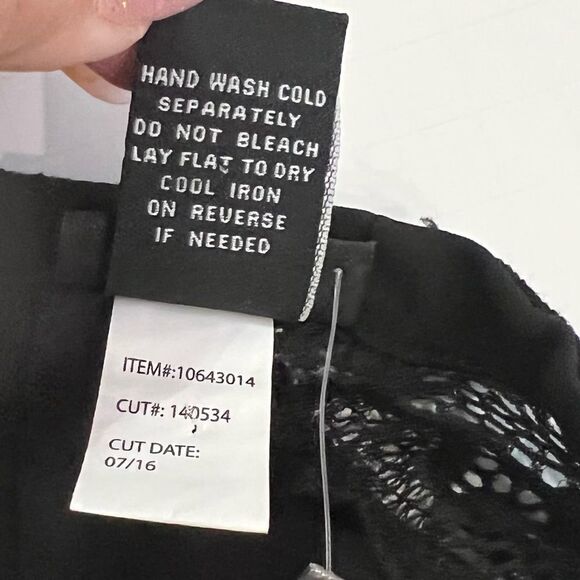 HAND WASH COLD
SEPARATELY
DO NOT BLEACH
LAY FLAT TO DRY
COOL IRON
ON REVERSE
IF NEEDED
ITEM#:10643014
CUT#: 140534
CUT DATE:
07/16